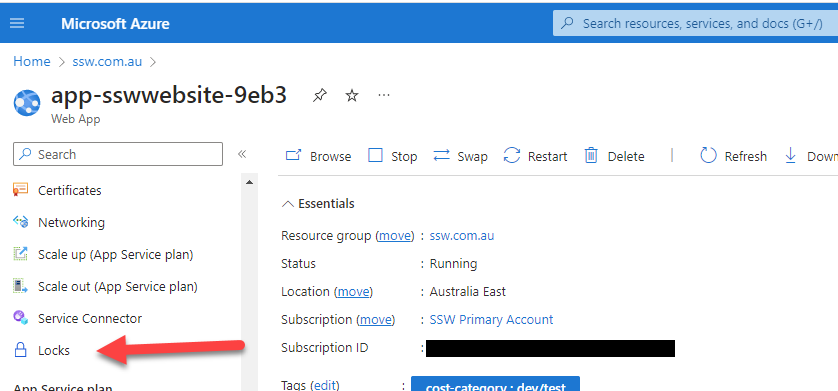 Microsoft Azure
Search resources, services, and docs (G+/)
Home > ssw.com.au >
app-sswwebsite-9eb3
Web App
Search
Certificates
Networking
Scale up (App Service plan)
Scale out (App Service plan)
Service Connector
Locks
App Service plan
Browse Stop Swap Restart Delete Refresh Down
Essentials
Resource group (move) : ssw.com.au
Status : Running
Location (move) : Australia East
Subscription (move) : SSW Primary Account
Subscription ID :
Tags (edit) : cost-category : dev/test